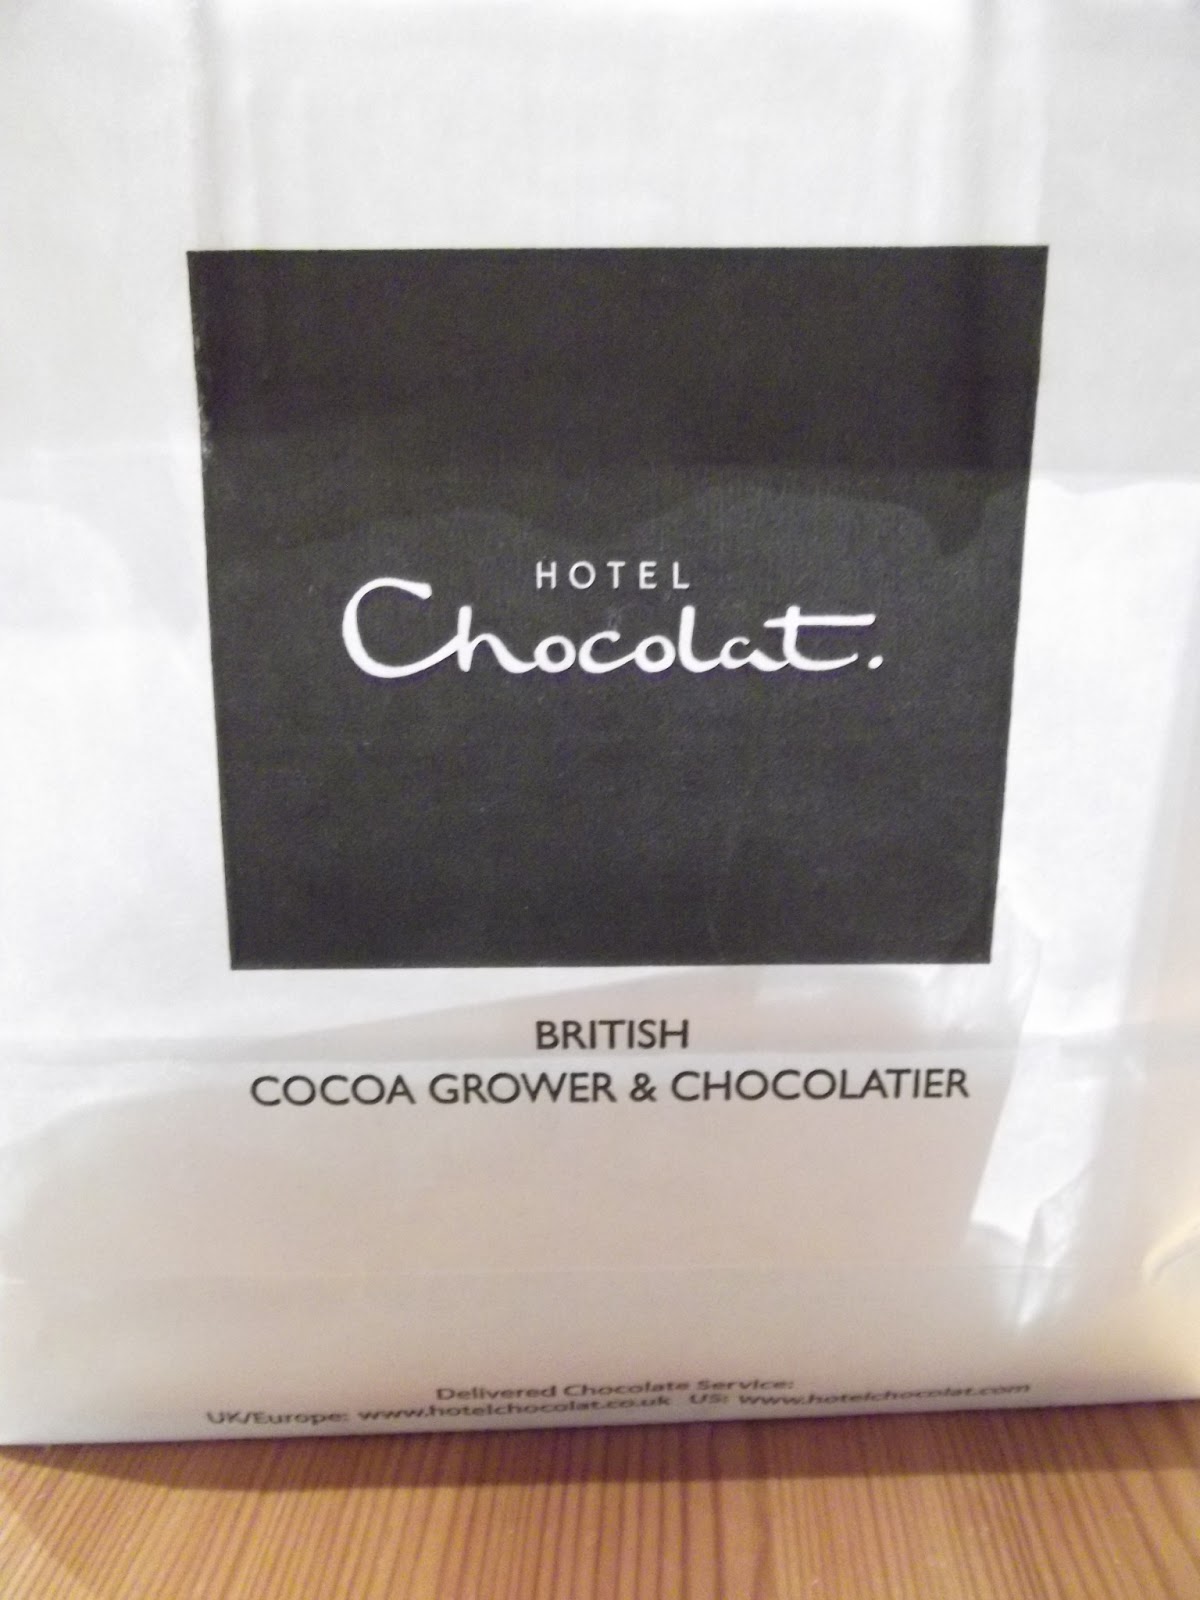 HOTEL
Chocolat.
BRITISH
COCOA GROWER & CHOCOLATIER
Delivered Chocolate Service:
UK/Europe: www.hotelchocolat.co.uk US: www.hotelchocolat.com